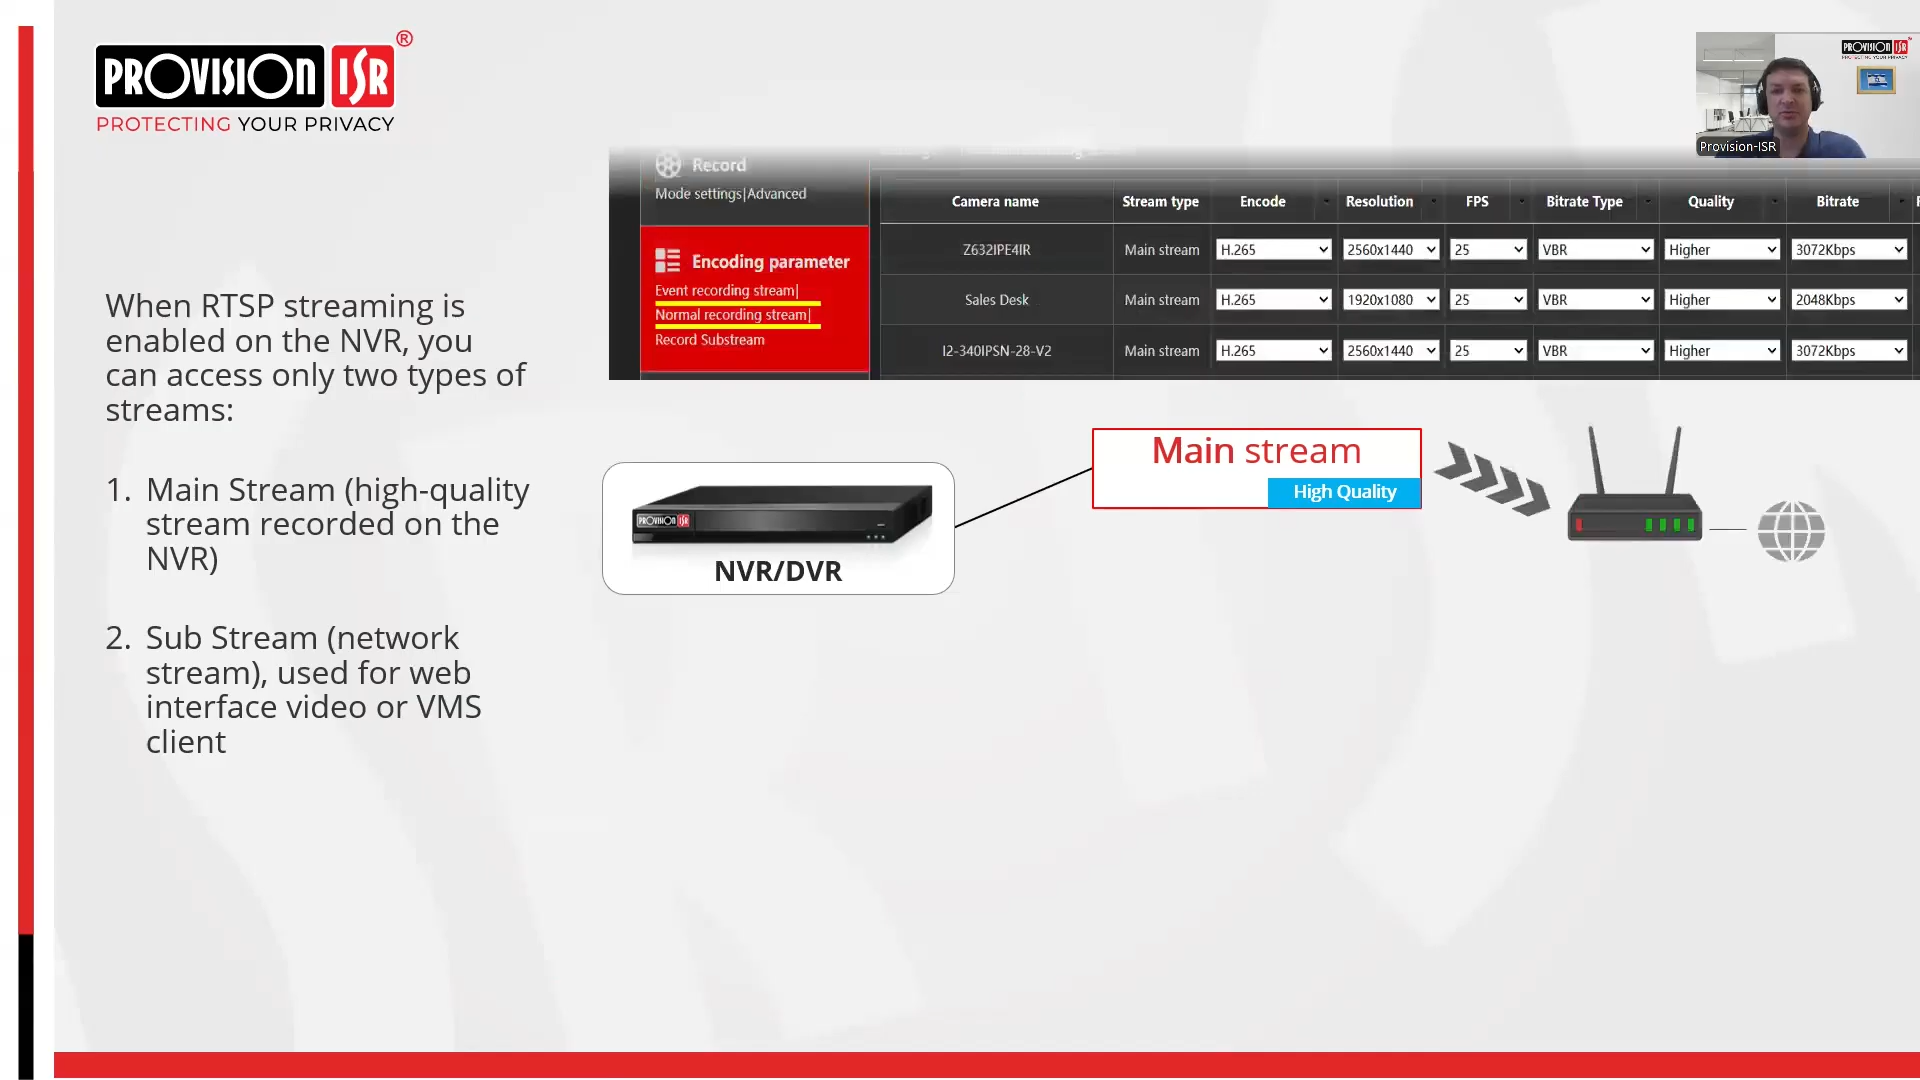 PROVISION ISR®
PROTECTING YOUR PRIVACY
PROVISION ISR
Provision-ISR
When RTSP streaming is
enabled on the NVR, you
can access only two types of
streams:
1. Main Stream (high-quality
stream recorded on the
NVR)
2. Sub Stream (network
stream), used for web
interface video or VMS
client
Record
Mode settings|Advanced
Encoding parameter
Event recording stream|
Normal recording stream|
Record Substream
Camera name Stream type Encode Resolution FPS Bitrate Type Quality Bitrate
Z632IPE4IR Main stream H.265 2560x1440 25 VBR Higher 3072Kbps
Sales Desk Main stream H.265 1920x1080 25 VBR Higher 2048Kbps
I2-340IPSN-28-V2 Main stream H.265 2560x1440 25 VBR Higher 3072Kbps
Main stream
High Quality
PROVISION ISR
NVR/DVR